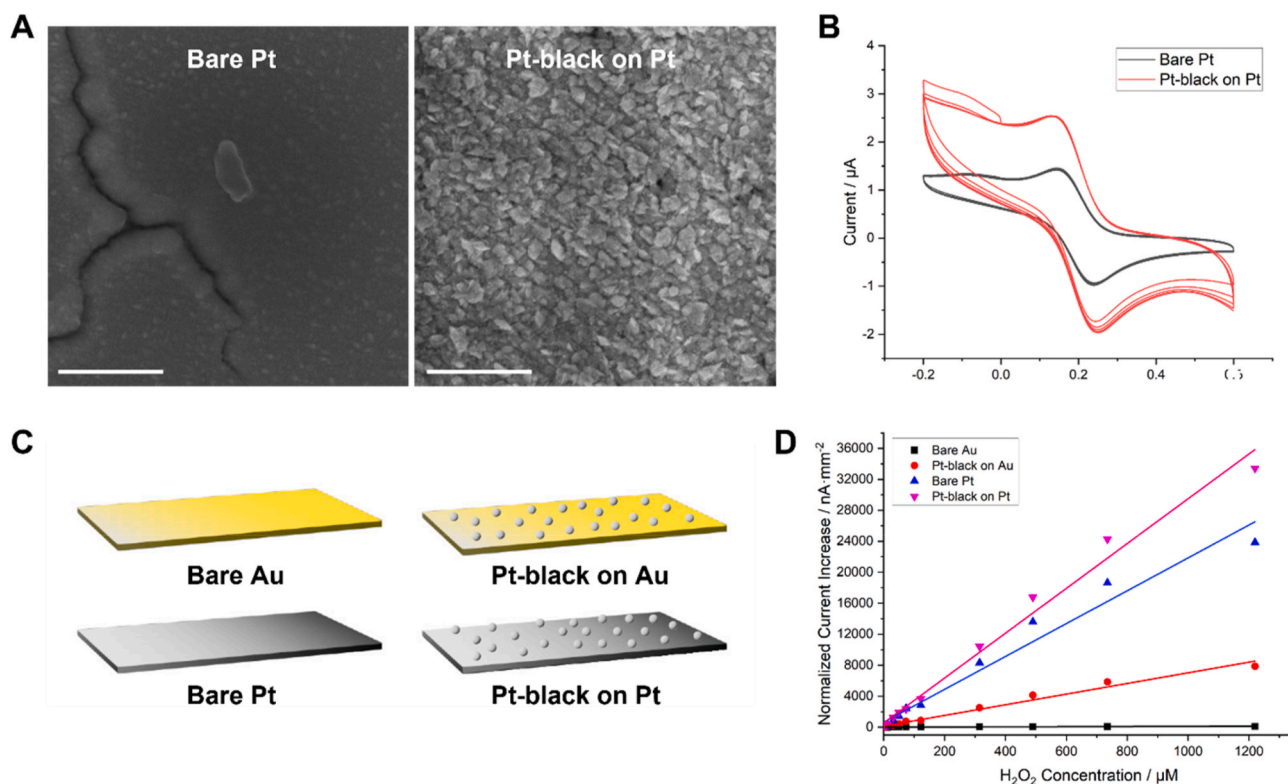 A
Bare Pt
Pt-black on Pt
B
Bare Pt
Pt-black on Pt
Current / μA
4
3
2
1
0
-1
-2
-0.2 0.0 0.2 0.4
C
Bare Au
Pt-black on Au
Bare Pt
Pt-black on Pt
D
Bare Au
Pt-black on Au
Bare Pt
Pt-black on Pt
Normalized Current Increase / nA·mm⁻²
36000
32000
28000
24000
20000
16000
12000
8000
4000
0
0 200 400 600 800 1000 1200
H₂O₂ Concentration / μM